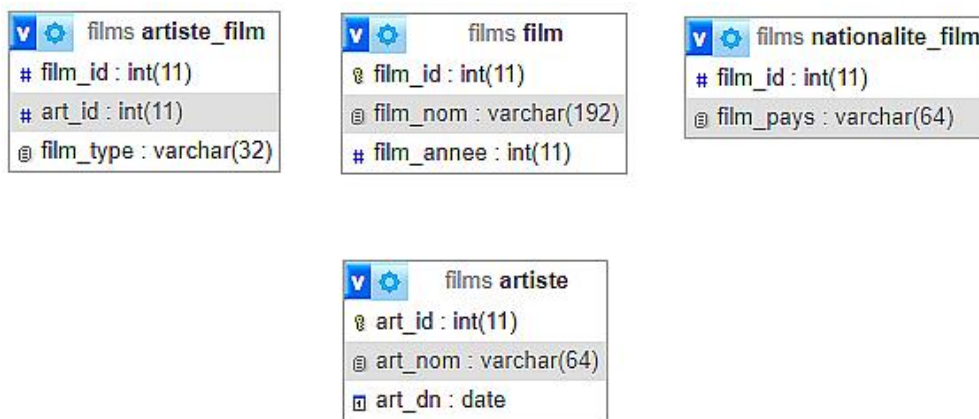 films artiste_film
# film_id : int(11)
# art_id : int(11)
film_type : varchar(32)
films film
film_id : int(11)
film_nom : varchar(192)
# film_annee : int(11)
films nationalite_film
# film_id : int(11)
film_pays : varchar(64)
films artiste
art_id : int(11)
art_nom : varchar(64)
art_dn : date